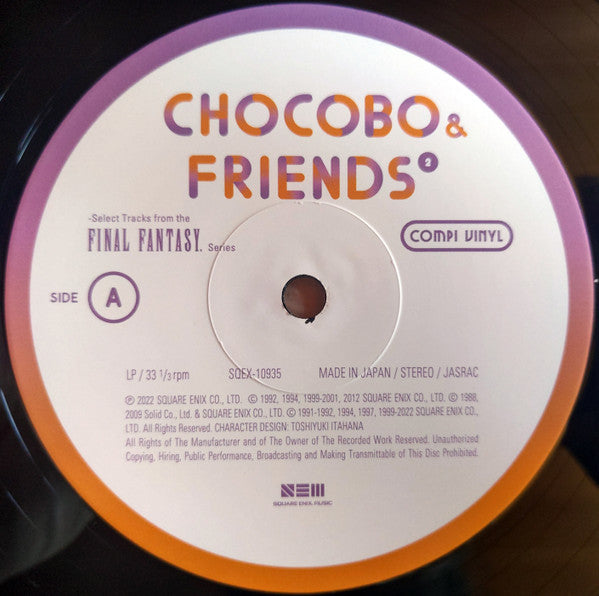 CHOCOBO &
FRIENDS 2
-Select Tracks from the
FINAL FANTASY. Series
COMPI VINYL
SIDE A
LP / 33 1/3 rpm SQEX-10935 MADE IN JAPAN / STEREO / JASRAC
℗ 2022 SQUARE ENIX CO., LTD. © 1992, 1994, 1999-2001, 2012 SQUARE ENIX CO., LTD. © 1988,
2009 Solid Co., Ltd. & SQUARE ENIX CO., LTD. © 1991-1992, 1994, 1997, 1999-2022 SQUARE ENIX CO.,
LTD. All Rights Reserved. CHARACTER DESIGN: TOSHIYUKI ITAHANA
All Rights of The Manufacturer and of The Owner of The Recorded Work Reserved. Unauthorized
Copying, Hiring, Public Performance, Broadcasting and Making Transmittable of This Disc Prohibited.
SEM
SQUARE ENIX MUSIC